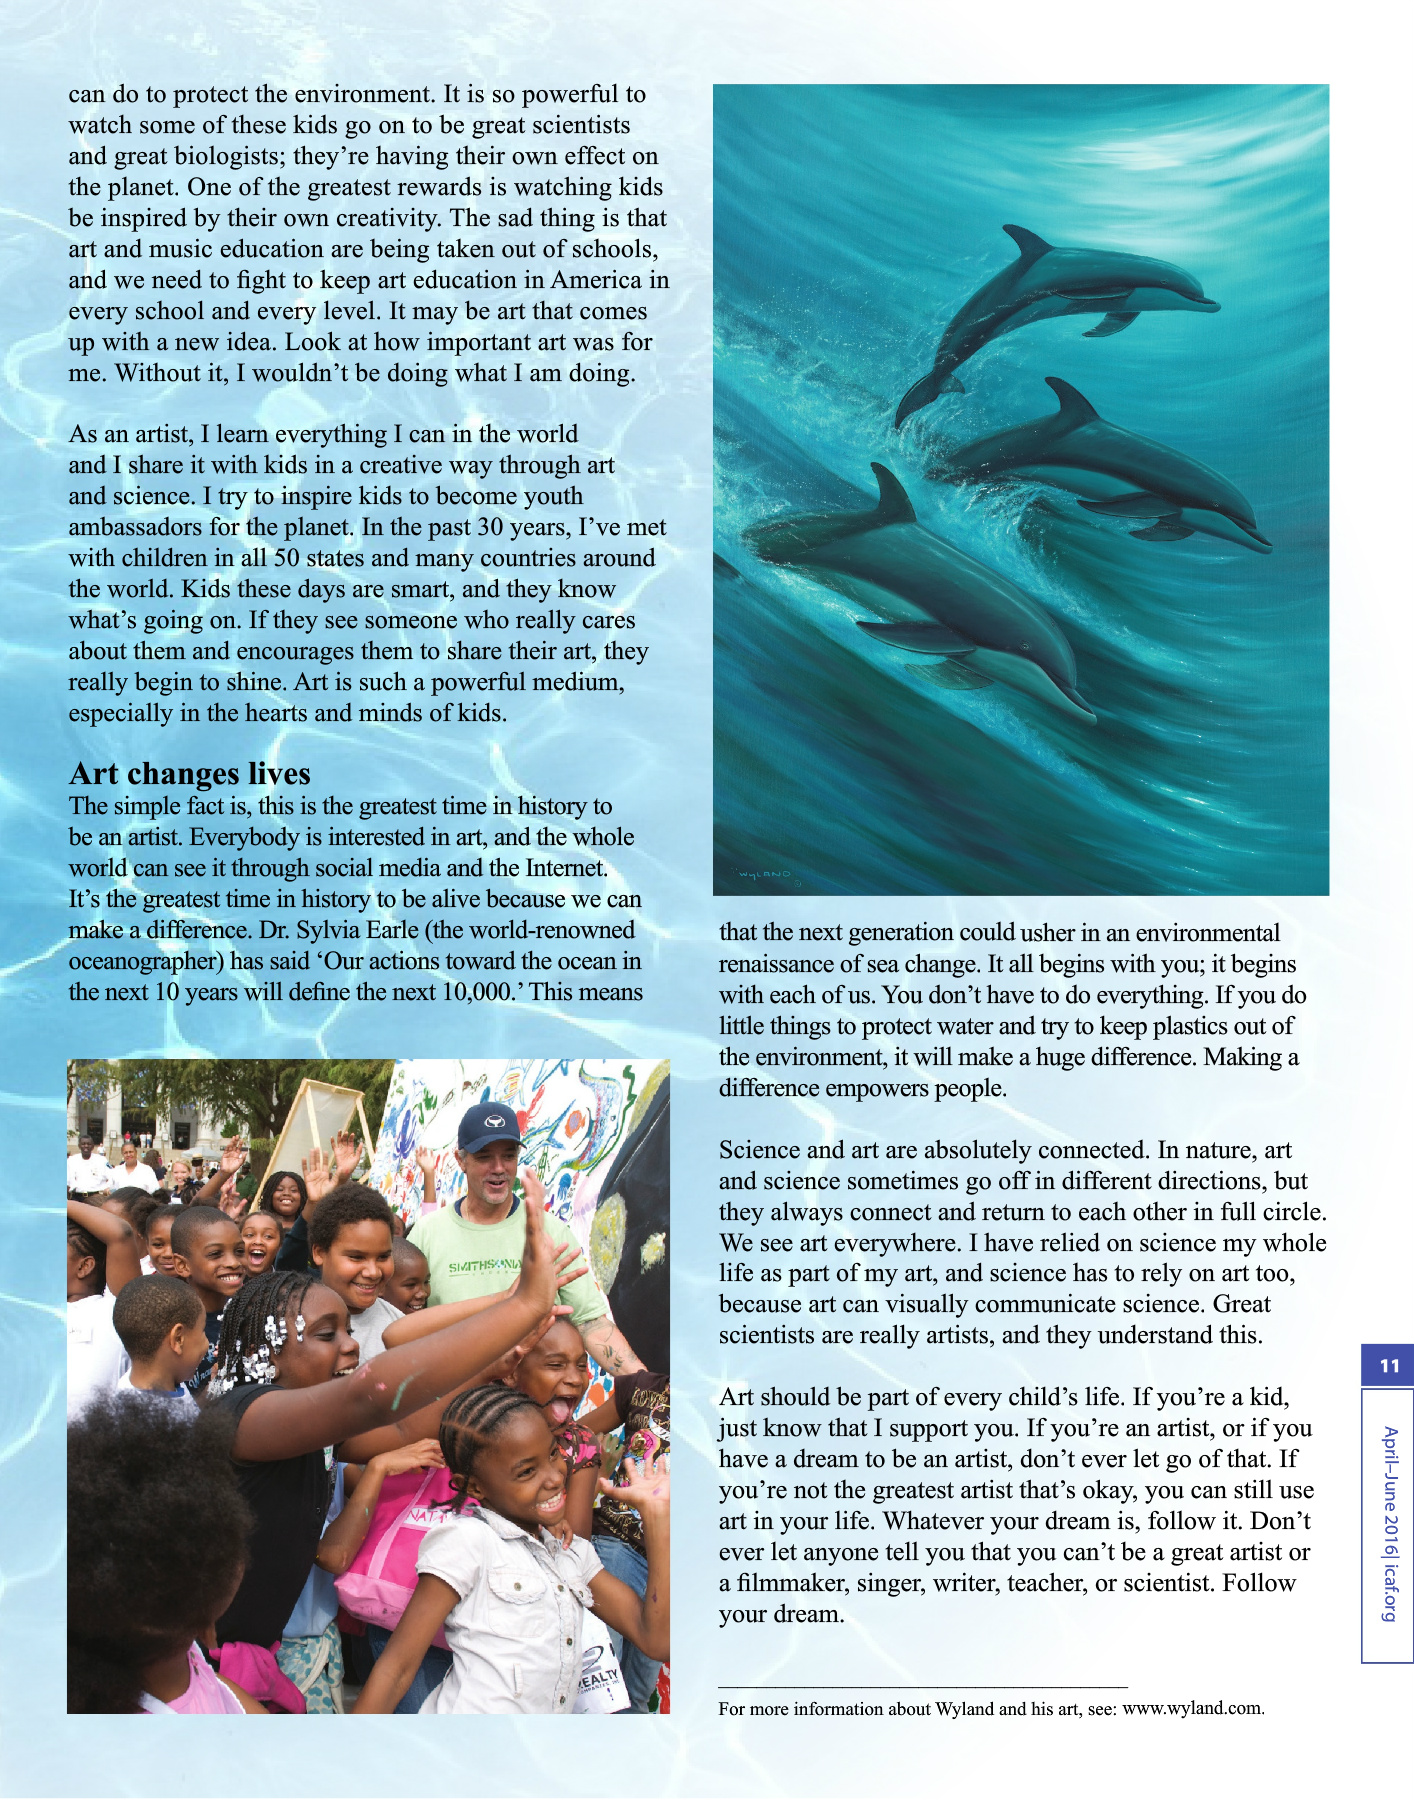 can do to protect the environment. It is so powerful to
watch some of these kids go on to be great scientists
and great biologists; they’re having their own effect on
the planet. One of the greatest rewards is watching kids
be inspired by their own creativity. The sad thing is that
art and music education are being taken out of schools,
and we need to fight to keep art education in America in
every school and every level. It may be art that comes
up with a new idea. Look at how important art was for
me. Without it, I wouldn’t be doing what I am doing.
As an artist, I learn everything I can in the world
and I share it with kids in a creative way through art
and science. I try to inspire kids to become youth
ambassadors for the planet. In the past 30 years, I’ve met
with children in all 50 states and many countries around
the world. Kids these days are smart, and they know
what’s going on. If they see someone who really cares
about them and encourages them to share their art, they
really begin to shine. Art is such a powerful medium,
especially in the hearts and minds of kids.
Art changes lives
The simple fact is, this is the greatest time in history to
be an artist. Everybody is interested in art, and the whole
world can see it through social media and the Internet.
It’s the greatest time in history to be alive because we can
make a difference. Dr. Sylvia Earle (the world-renowned
oceanographer) has said ‘Our actions toward the ocean in
the next 10 years will define the next 10,000.’ This means
SMITHSONIAN
NATT
REALTY
WYLAND
that the next generation could usher in an environmental
renaissance of sea change. It all begins with you; it begins
with each of us. You don’t have to do everything. If you do
little things to protect water and try to keep plastics out of
the environment, it will make a huge difference. Making a
difference empowers people.
Science and art are absolutely connected. In nature, art
and science sometimes go off in different directions, but
they always connect and return to each other in full circle.
We see art everywhere. I have relied on science my whole
life as part of my art, and science has to rely on art too,
because art can visually communicate science. Great
scientists are really artists, and they understand this.
Art should be part of every child’s life. If you’re a kid,
just know that I support you. If you’re an artist, or if you
have a dream to be an artist, don’t ever let go of that. If
you’re not the greatest artist that’s okay, you can still use
art in your life. Whatever your dream is, follow it. Don’t
ever let anyone tell you that you can’t be a great artist or
a filmmaker, singer, writer, teacher, or scientist. Follow
your dream.
For more information about Wyland and his art, see: www.wyland.com.
11
April–June 2016| icaf.org